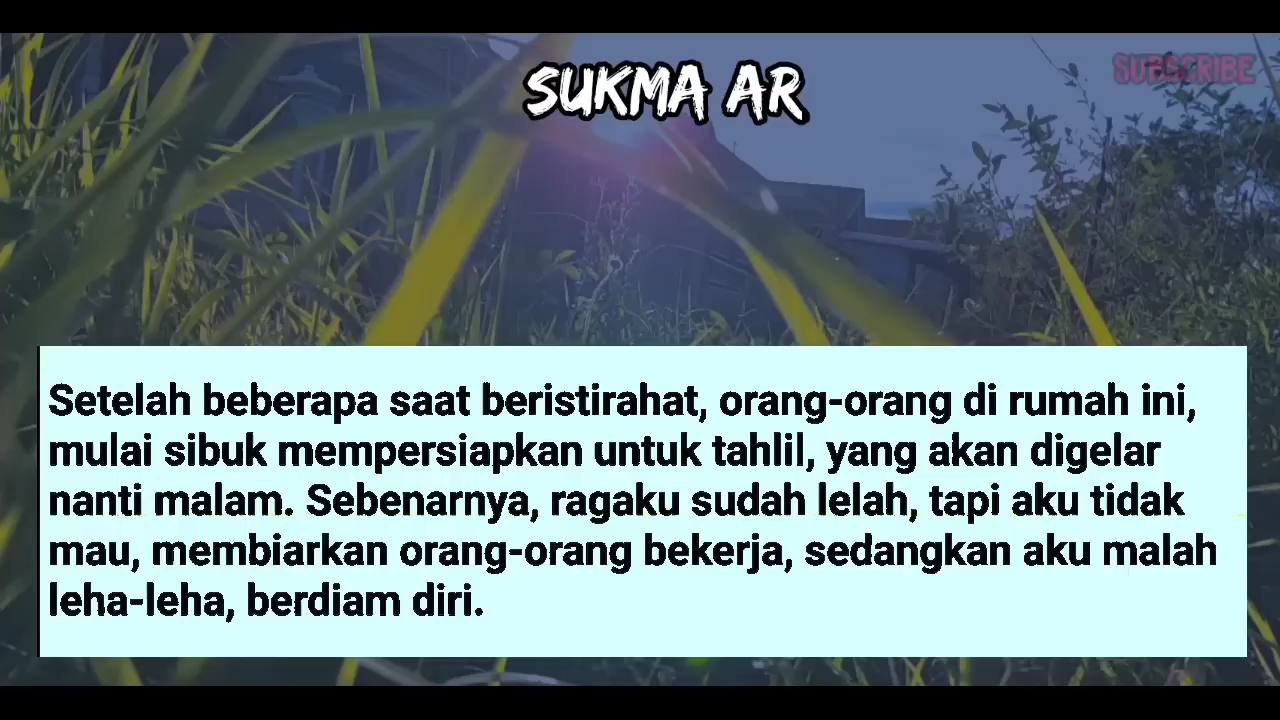 SUKMA AR
SUBSCRIBE
Setelah beberapa saat beristirahat, orang-orang di rumah ini,
mulai sibuk mempersiapkan untuk tahlil, yang akan digelar
nanti malam. Sebenarnya, ragaku sudah lelah, tapi aku tidak
mau, membiarkan orang-orang bekerja, sedangkan aku malah
leha-leha, berdiam diri.